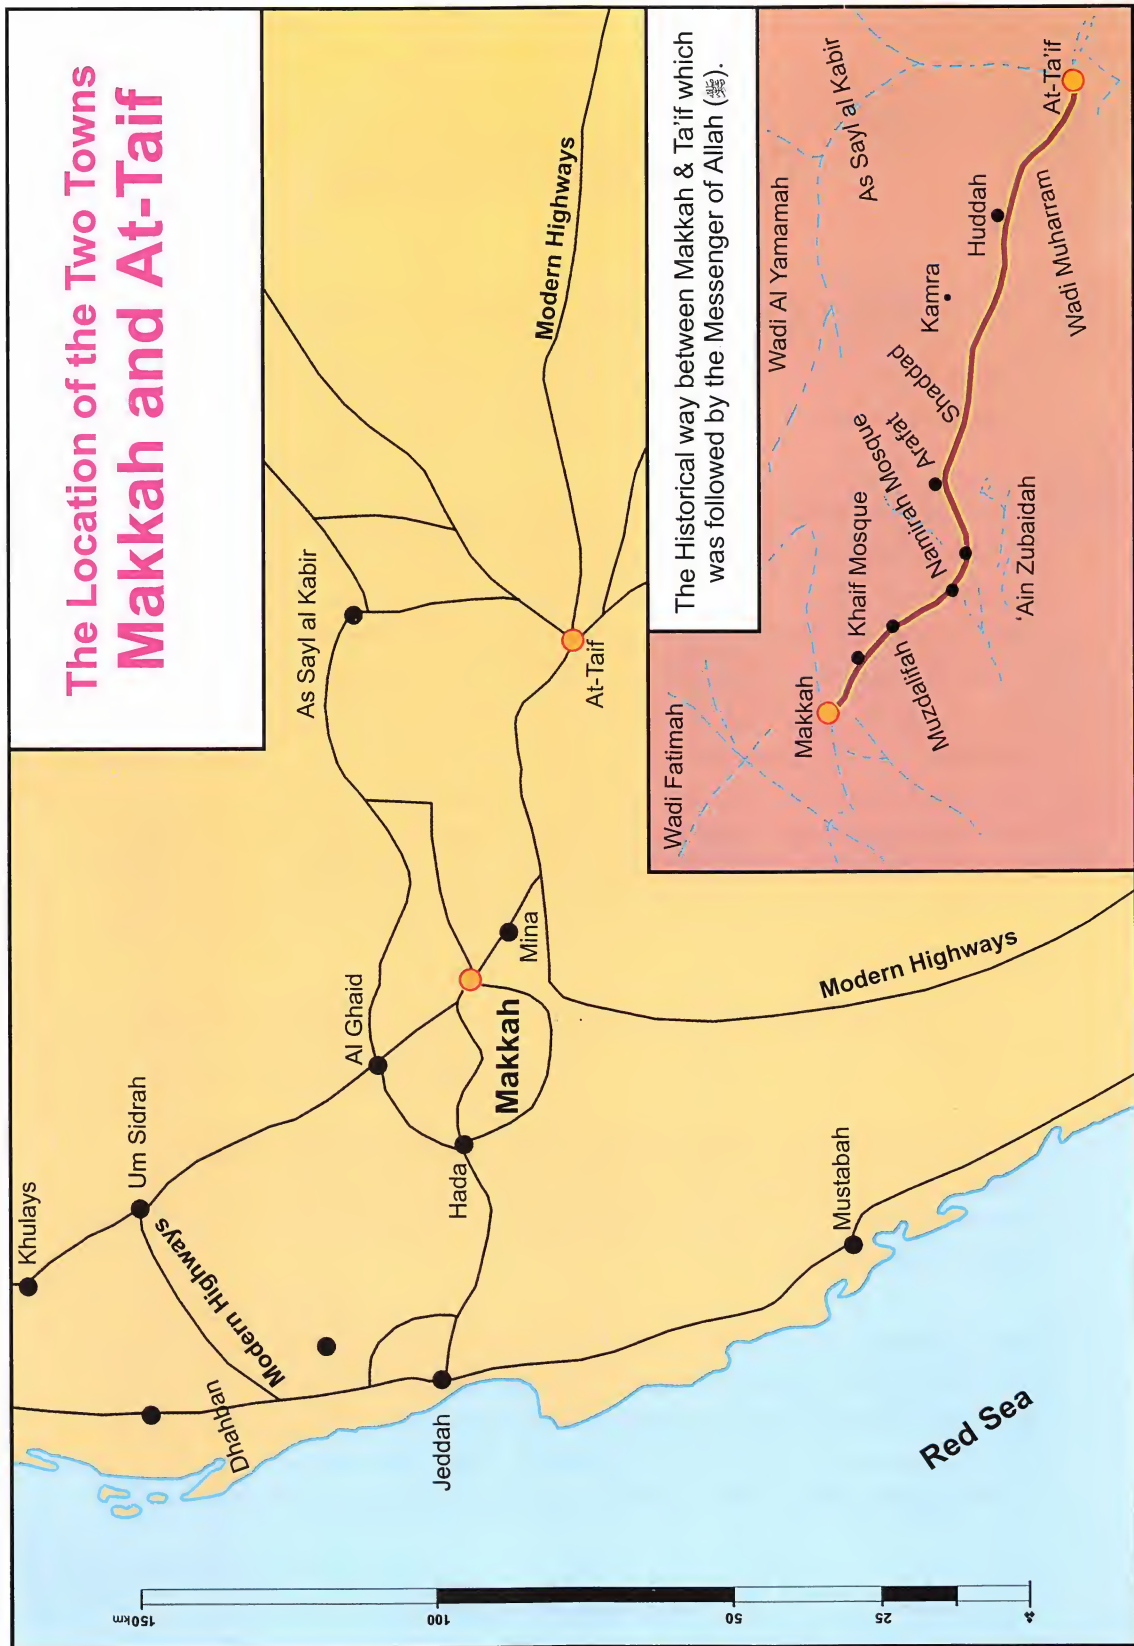 The Location of the Two Towns
Makkah and At-Taif
Khulays
Um Sidrah
Modern Highways
Dhahban
Al Ghaid
As Sayl al Kabir
Hada
Jeddah
Makkah
Mina
At-Taif
Modern Highways
Modern Highways
Mustabah
Red Sea
150km
100
50
25
The Historical way between Makkah & Ta'if which
was followed by the Messenger of Allah (ﷺ).
Wadi Fatimah
Makkah
Khaif Mosque
Muzdalifah
Namirah Mosque
Arafat
'Ain Zubaidah
Shaddad
Kamra
Wadi Al Yamamah
As Sayl al Kabir
Huddah
Wadi Muharram
At-Ta'if